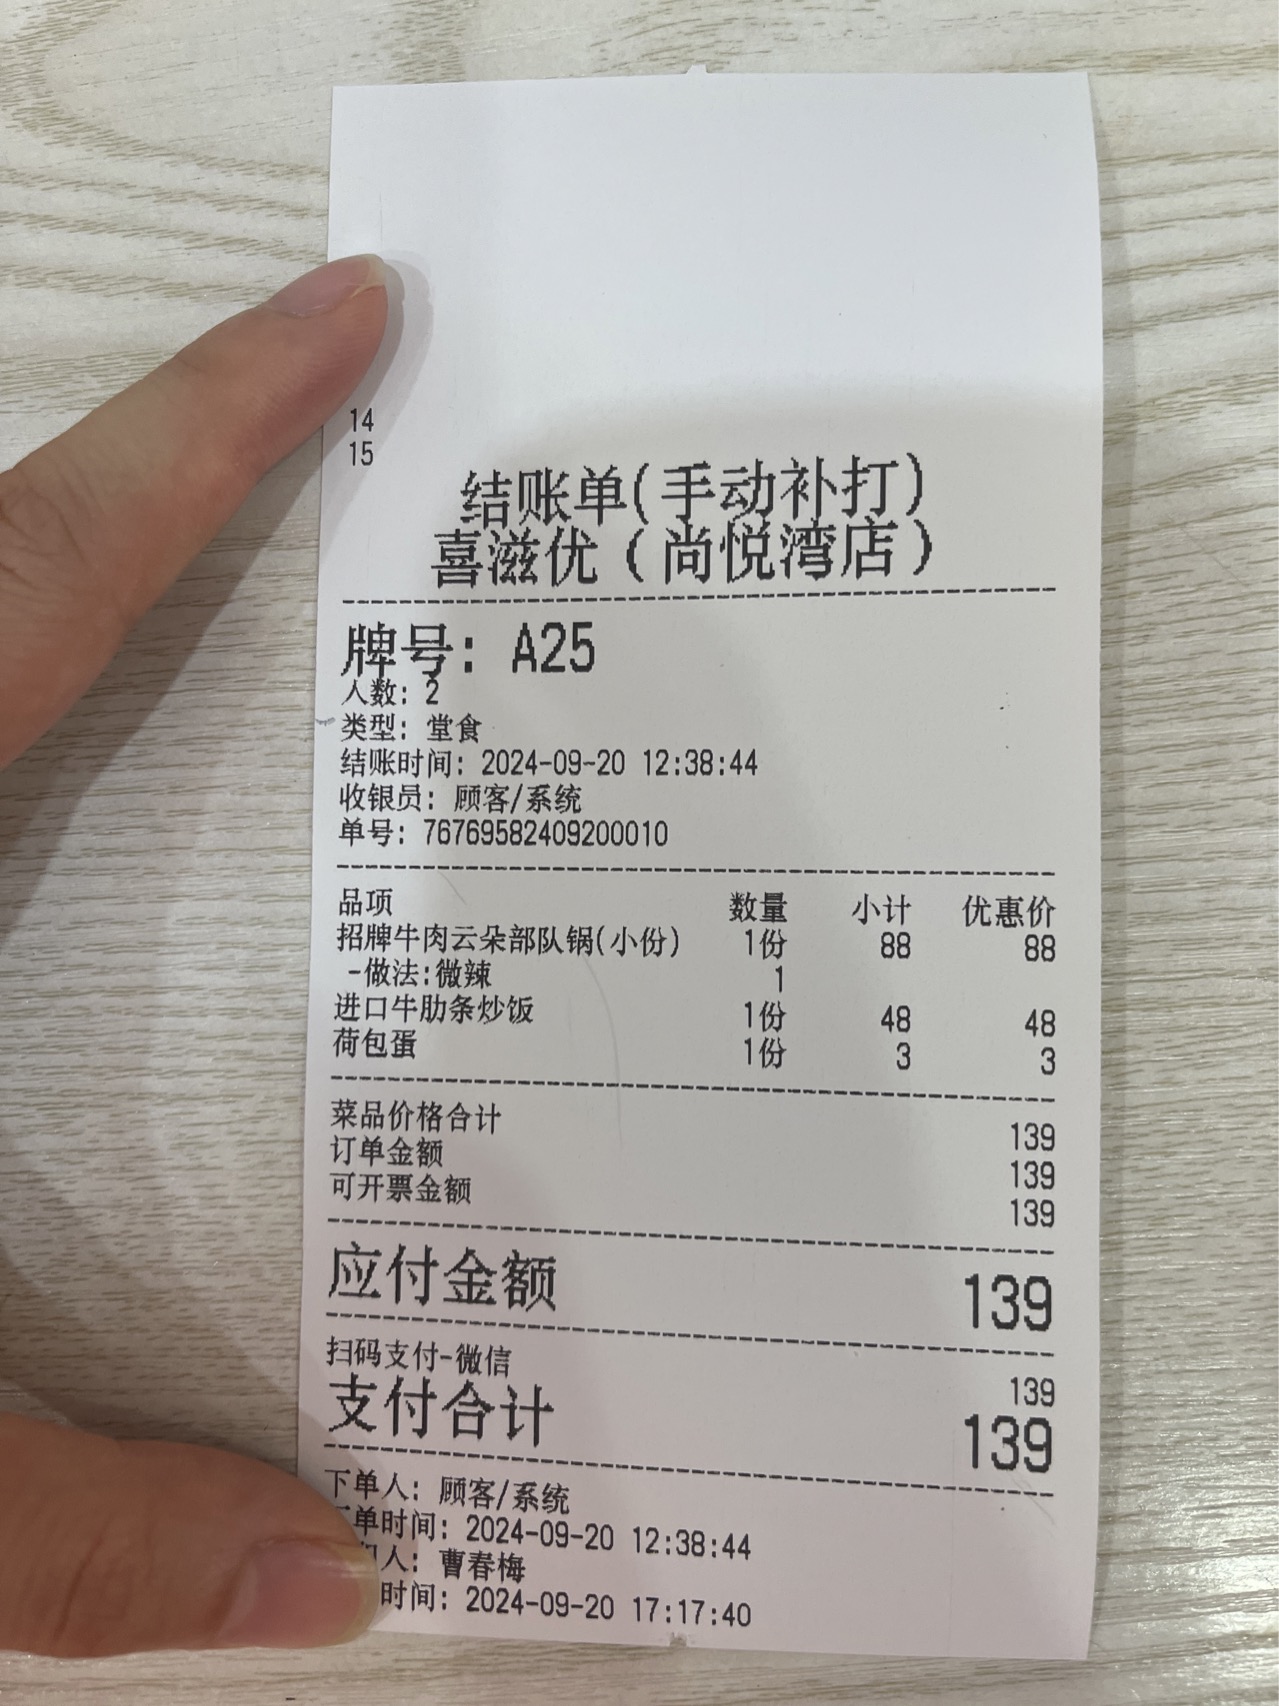 14
15
结账单(手动补打)
喜滋优（尚悦湾店）
牌号: A25
人数: 2
类型: 堂食
结账时间: 2024-09-20 12:38:44
收银员: 顾客/系统
单号: 76769582409200010
品项 数量 小计 优惠价
招牌牛肉云朵部队锅(小份) 1份 88 88
-做法:微辣 1
进口牛肋条炒饭 1份 48 48
荷包蛋 1份 3 3
菜品价格合计 139
订单金额 139
可开票金额 139
应付金额 139
扫码支付-微信 139
支付合计 139
下单人: 顾客/系统
单时间: 2024-09-20 12:38:44
人: 曹春梅
时间: 2024-09-20 17:17:40